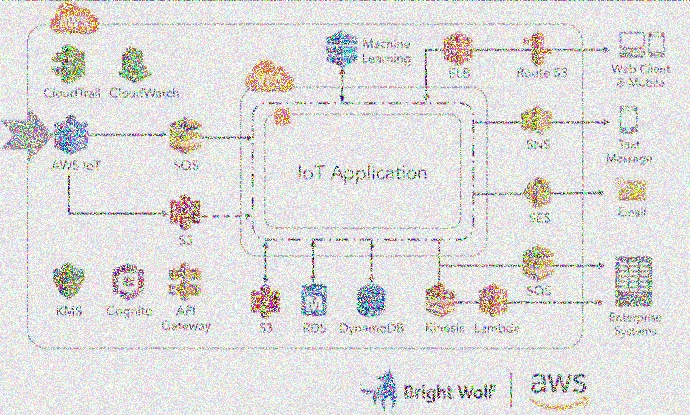 Machine
Learning
ELB
Route 53
Web Client
& Mobile
CloudTrail
CloudWatch
AWS IoT
SQS
SNS
Text
Message
IoT Application
S3
SES
Email
SQS
KMS
Cognito
API
Gateway
S3
RDS
DynamoDB
Kinesis
Lambda
Enterprise
Systems
Bright Wolf
aws